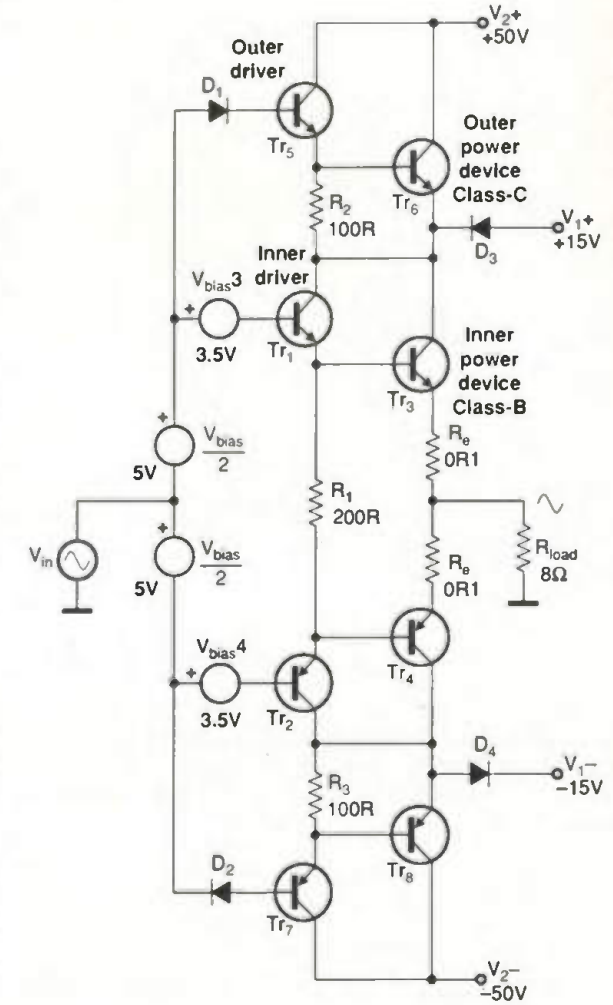 V2+
+50V
Outer
driver
D1
Tr5
Outer
power
device
Class-C
Tr6
R2
100R
V1+
+15V
D3
Inner
driver
Vbias3
+
3.5V
Tr1
Inner
power
device
Class-B
Tr3
+
Vbias
2
5V
Re
0R1
R1
200R
Vin
+
Vbias
2
5V
Re
0R1
Rload
8Ω
Vbias4
+
3.5V
Tr2
Tr4
D4
V1−
−15V
R3
100R
D2
Tr7
Tr8
V2−
−50V